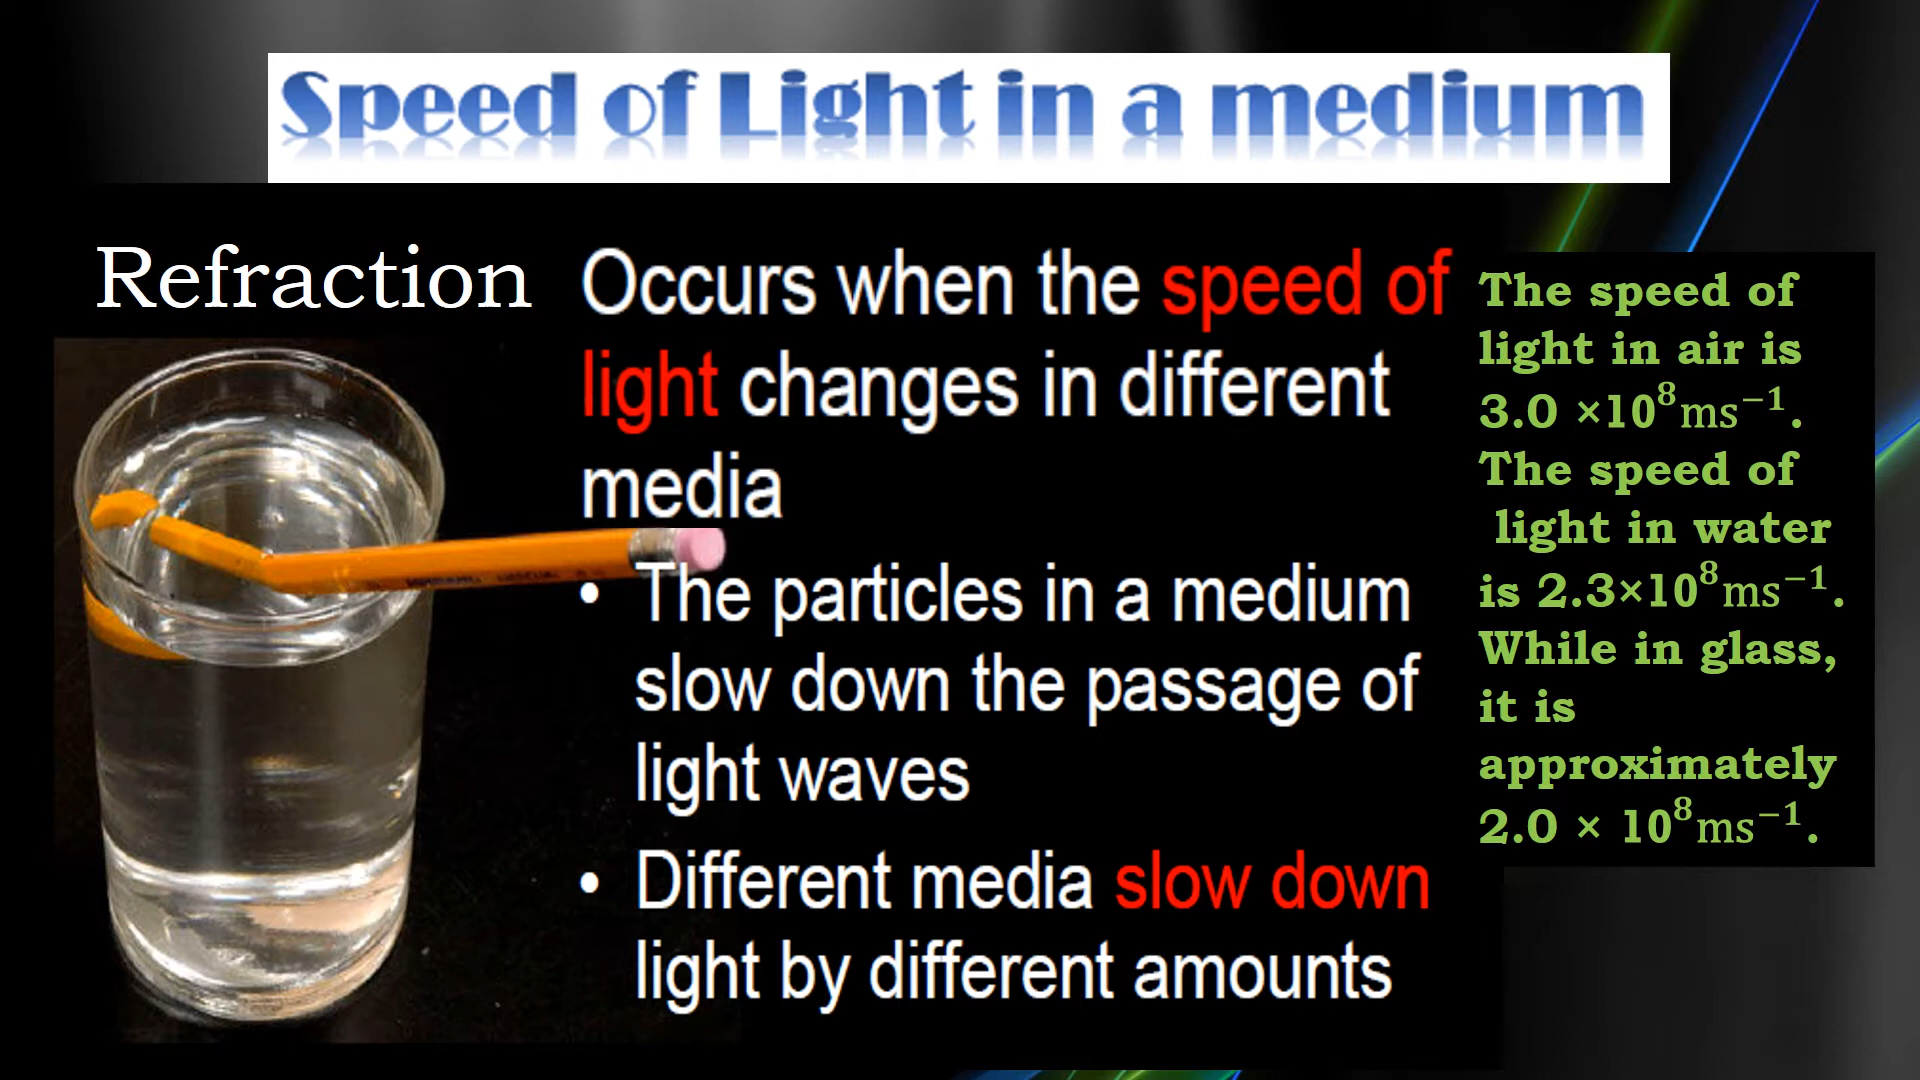 Speed of Light in a medium
Refraction
Occurs when the speed of
light changes in different
media
• The particles in a medium
slow down the passage of
light waves
• Different media slow down
light by different amounts
The speed of
light in air is
3.0 ×10⁸ms⁻¹.
The speed of
light in water
is 2.3×10⁸ms⁻¹.
While in glass,
it is
approximately
2.0 × 10⁸ms⁻¹.